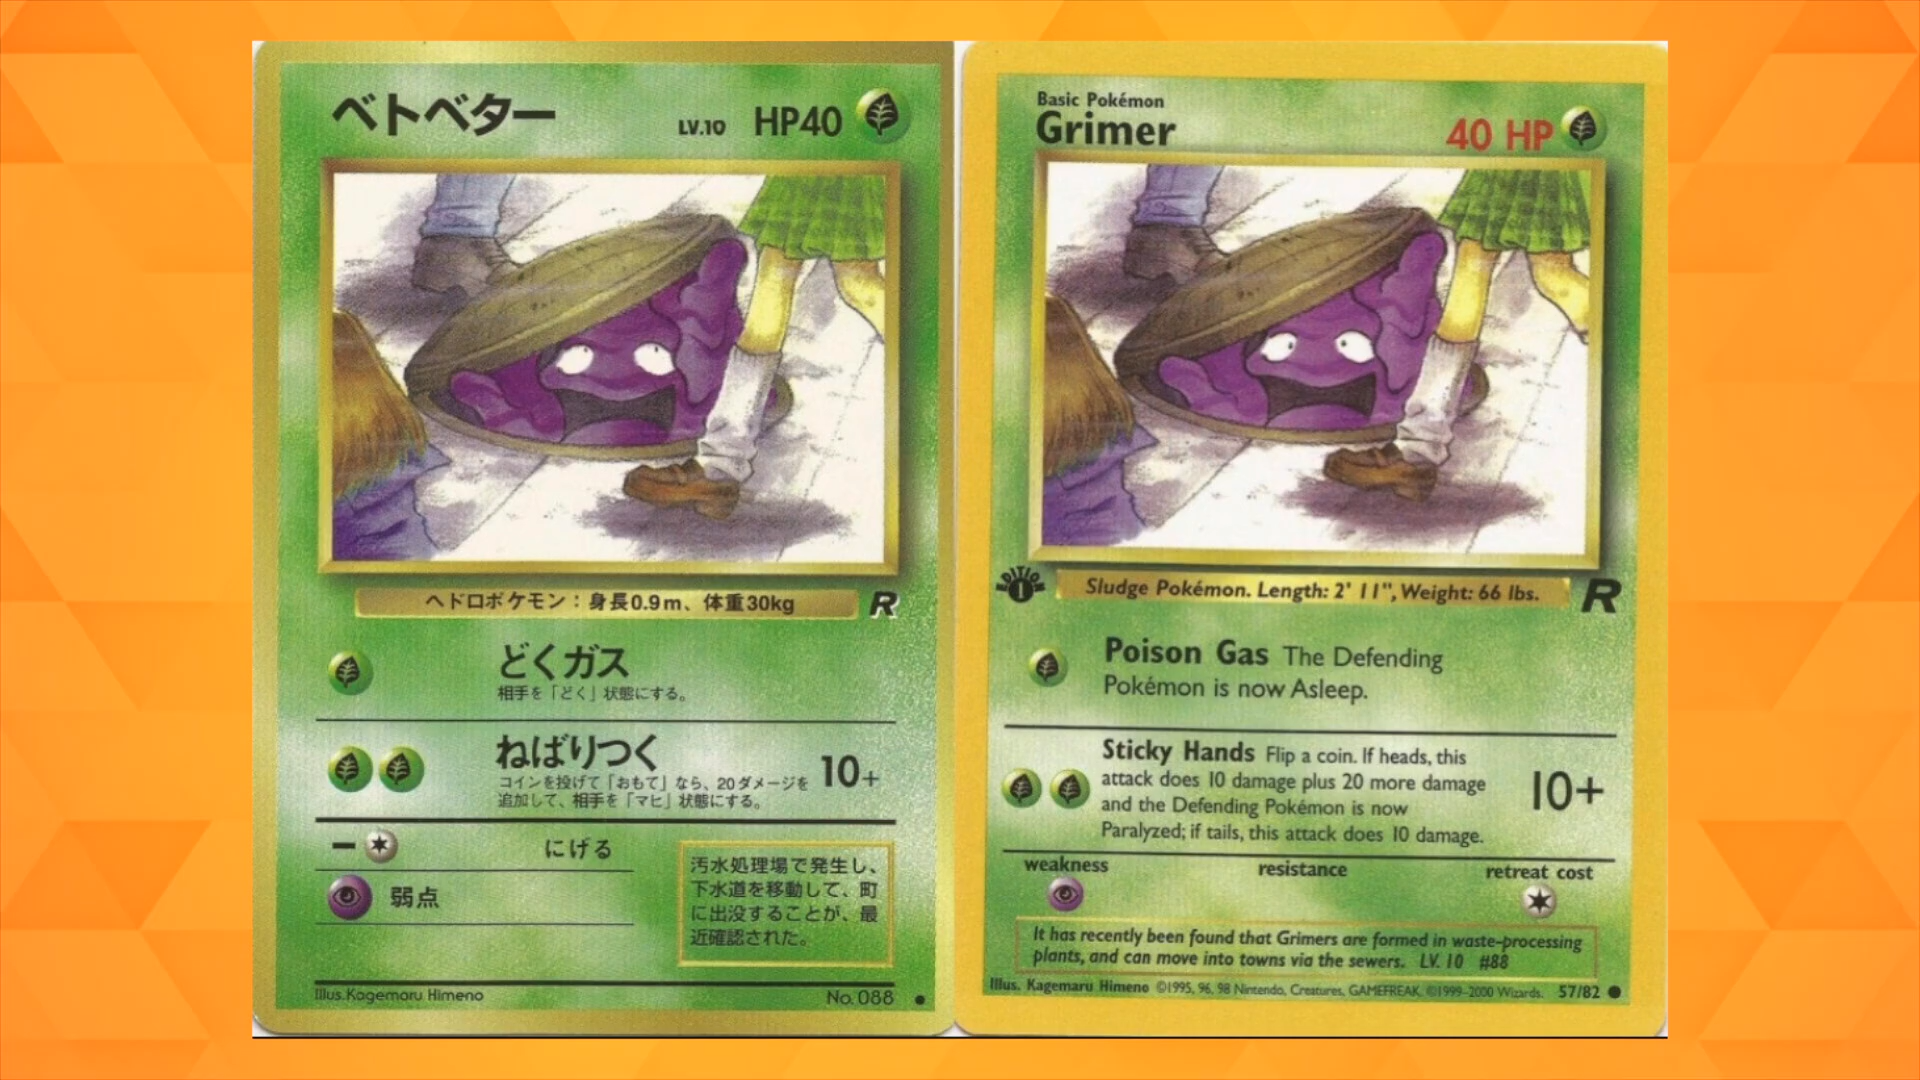 ベトベター
LV.10 HP40
ヘドロポケモン：身長0.9m、体重30kg
R
どくガス
相手を「どく」状態にする。
ねばりつく
コインを投げて「おもて」なら、20ダメージを
追加して、相手を「マヒ」状態にする。
10+
ー にげる
弱点
汚水処理場で発生し、
下水道を移動して、町
に出没することが、最
近確認された。
Illus.Kagemaru Himeno
No.088
Basic Pokémon
Grimer
40 HP
EDITION
1
Sludge Pokémon. Length: 2' 11", Weight: 66 lbs.
R
Poison Gas The Defending
Pokémon is now Asleep.
Sticky Hands Flip a coin. If heads, this
attack does 10 damage plus 20 more damage
and the Defending Pokémon is now
Paralyzed; if tails, this attack does 10 damage.
10+
weakness resistance retreat cost
It has recently been found that Grimers are formed in waste-processing
plants, and can move into towns via the sewers. LV. 10 #88
Illus. Kagemaru Himeno ©1995, 96, 98 Nintendo, Creatures, GAMEFREAK. ©1999-2000 Wizards. 57/82